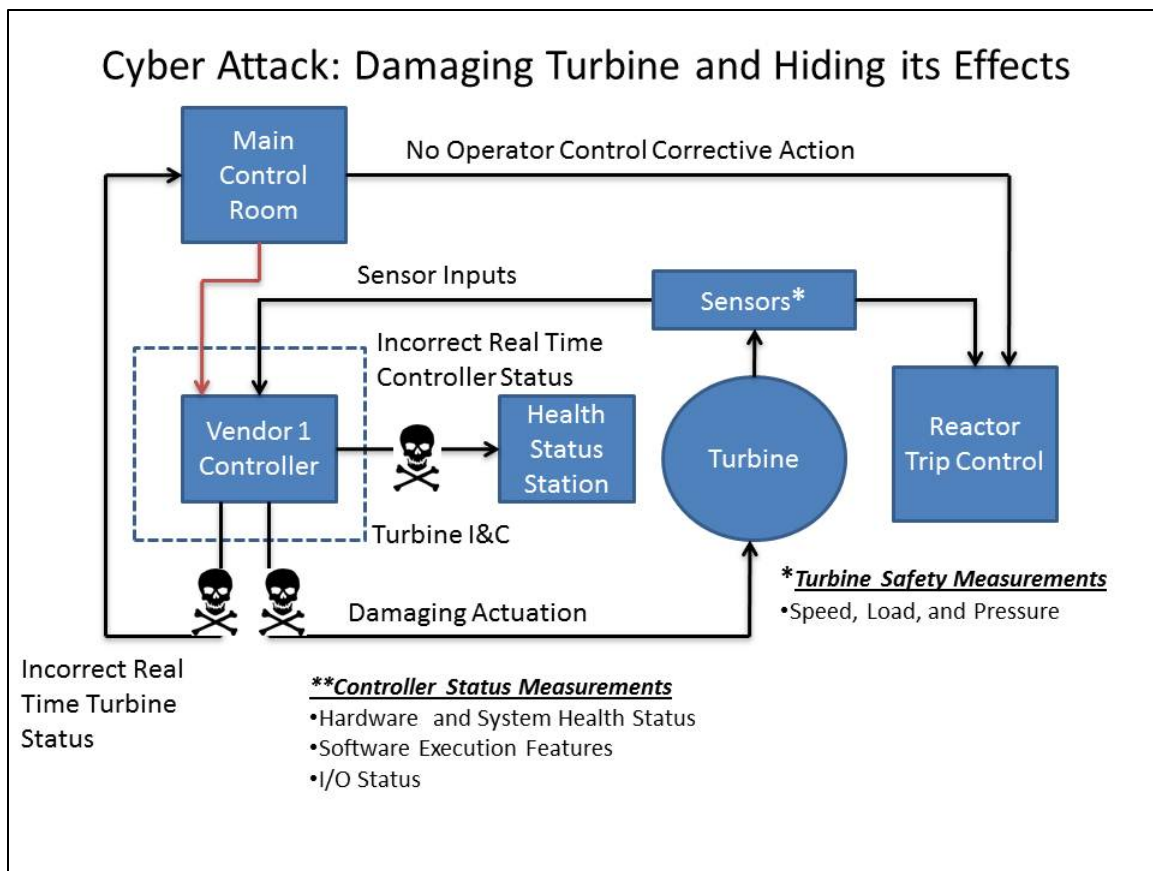 Cyber Attack: Damaging Turbine and Hiding its Effects
Main
Control
Room
No Operator Control Corrective Action
Sensor Inputs
Sensors*
Incorrect Real Time
Controller Status
Vendor 1
Controller
Health
Status
Station
Turbine
Reactor
Trip Control
Turbine I&C
*Turbine Safety Measurements
•Speed, Load, and Pressure
Damaging Actuation
Incorrect Real
Time Turbine
Status
**Controller Status Measurements
•Hardware and System Health Status
•Software Execution Features
•I/O Status